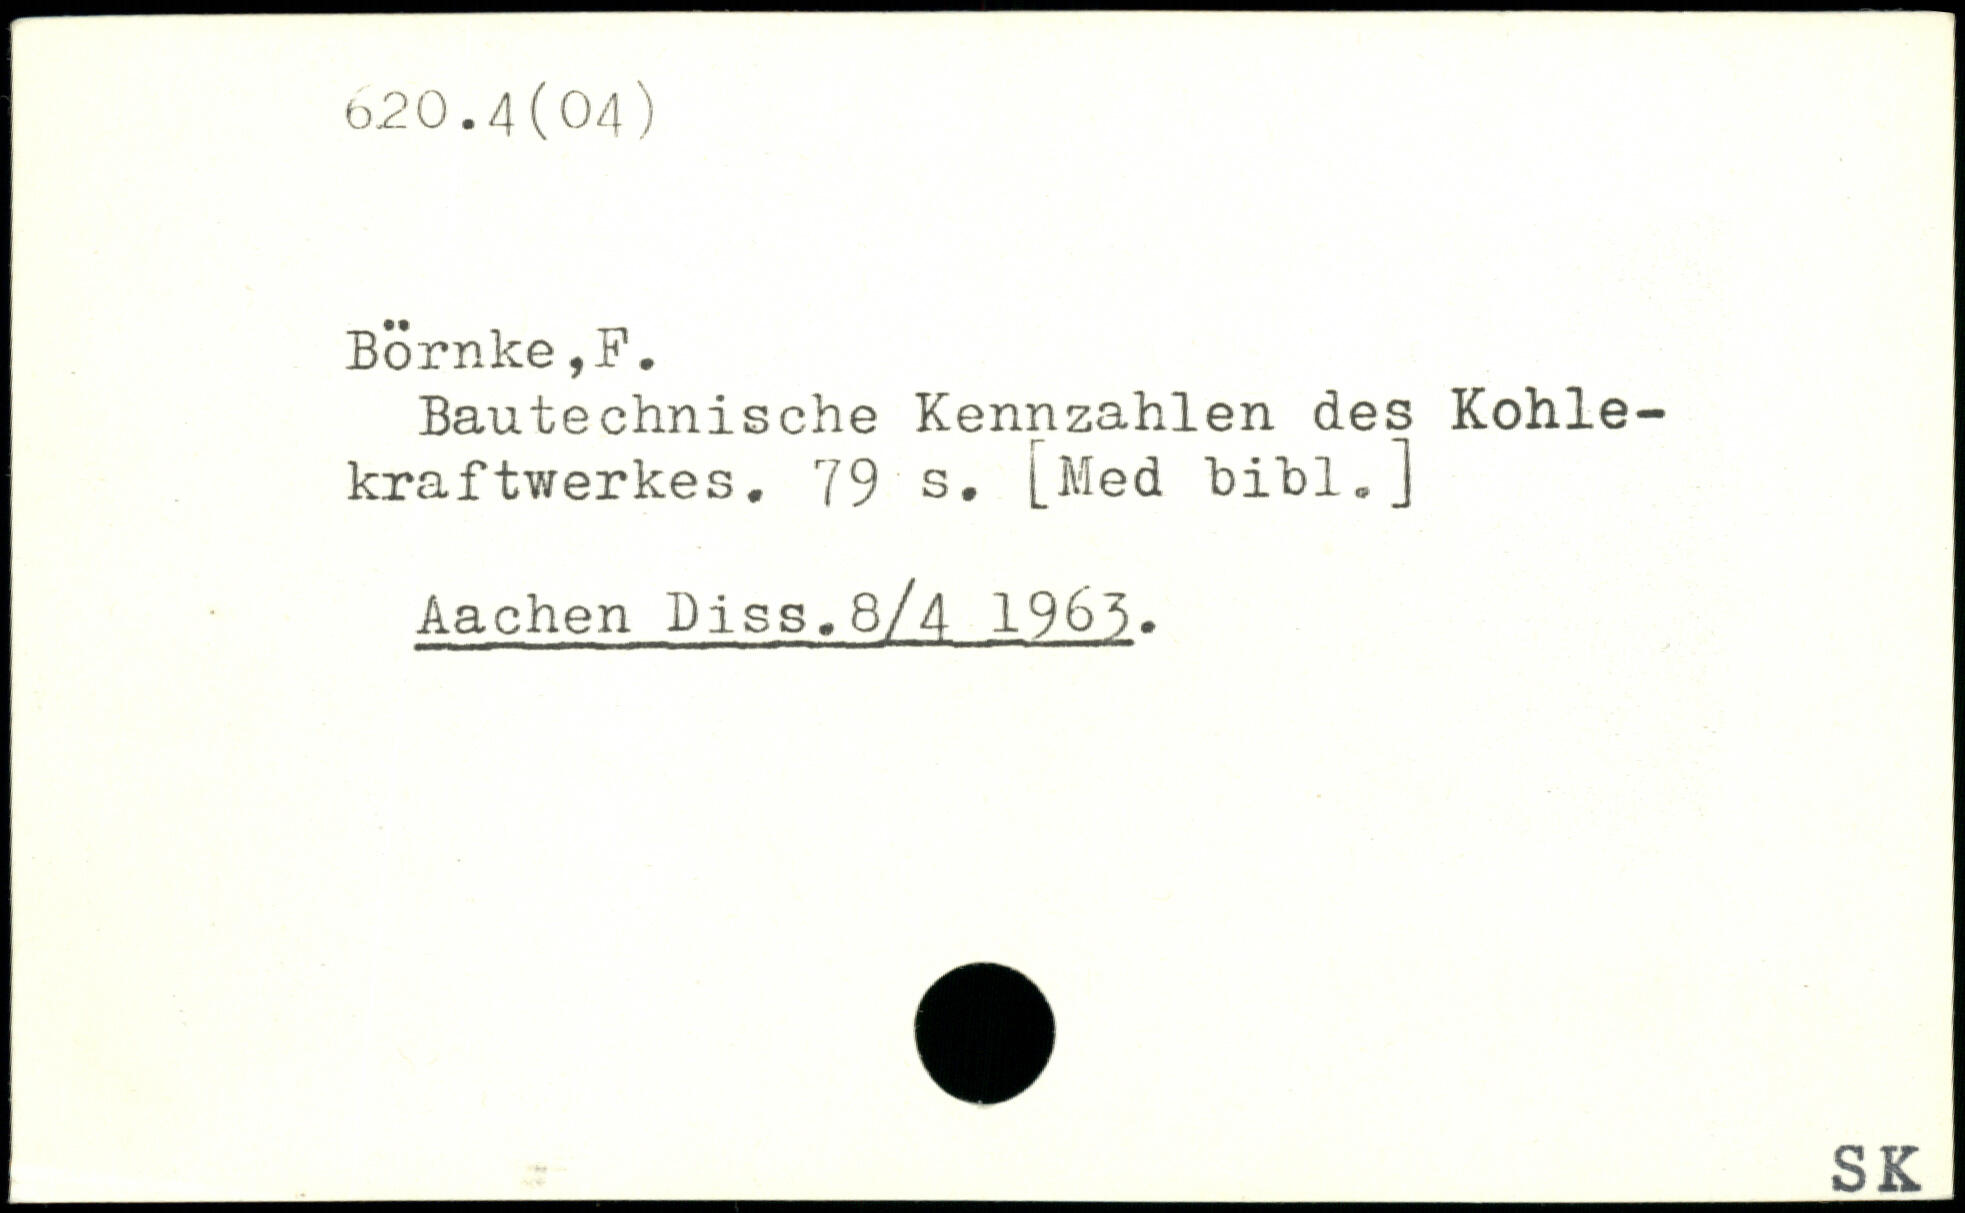 620.4(04)
Börnke,F.
Bautechnische Kennzahlen des Kohle-
kraftwerkes. 79 s. [Med bibl.]
Aachen Diss.8/4 1963.
SK